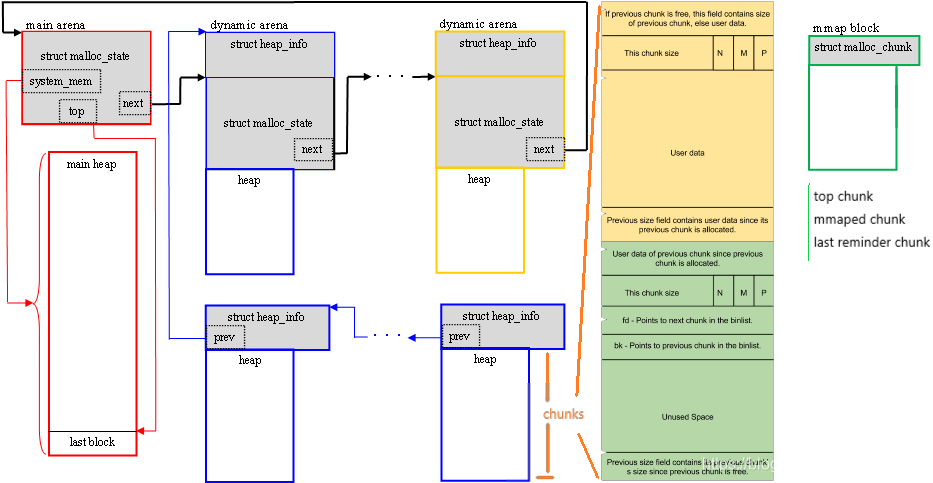 main arena
struct malloc_state
system_mem
top
next
main heap
last block
dynamic arena
struct heap_info
struct malloc_state
next
heap
dynamic arena
struct heap_info
struct malloc_state
next
heap
struct heap_info
prev
heap
struct heap_info
prev
heap
chunks
If previous chunk is free, this field contains size
of previous chunk, else user data.
This chunk size
N
M
P
User data
Previous size field contains user data since its
previous chunk is allocated.
User data of previous chunk since previous
chunk is allocated.
This chunk size
N
M
P
fd - Points to next chunk in the binlist.
bk - Points to previous chunk in the binlist.
Unused Space
Previous size field contains
s size since previous chunk is free.
mmap block
struct malloc_chunk
top chunk
mmaped chunk
last reminder chunk